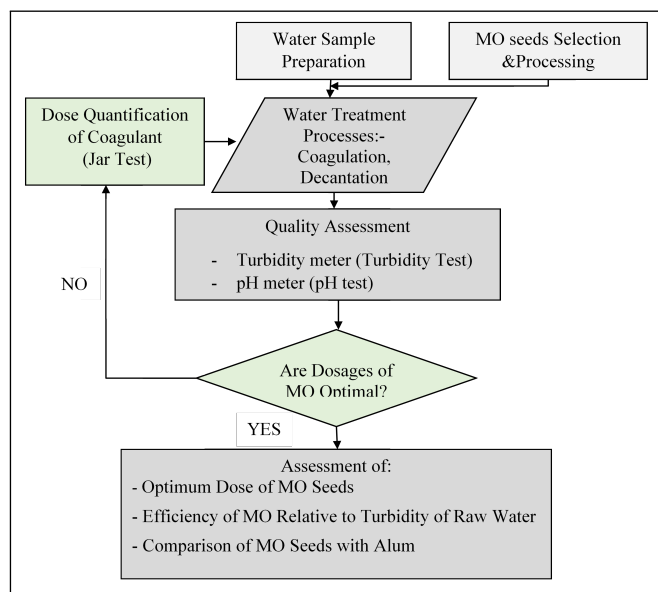 Water Sample
Preparation
MO seeds Selection
&Processing
Dose Quantification
of Coagulant
(Jar Test)
Water Treatment
Processes:-
Coagulation,
Decantation
Quality Assessment
- Turbidity meter (Turbidity Test)
- pH meter (pH test)
NO
Are Dosages of
MO Optimal?
YES
Assessment of:
- Optimum Dose of MO Seeds
- Efficiency of MO Relative to Turbidity of Raw Water
- Comparison of MO Seeds with Alum